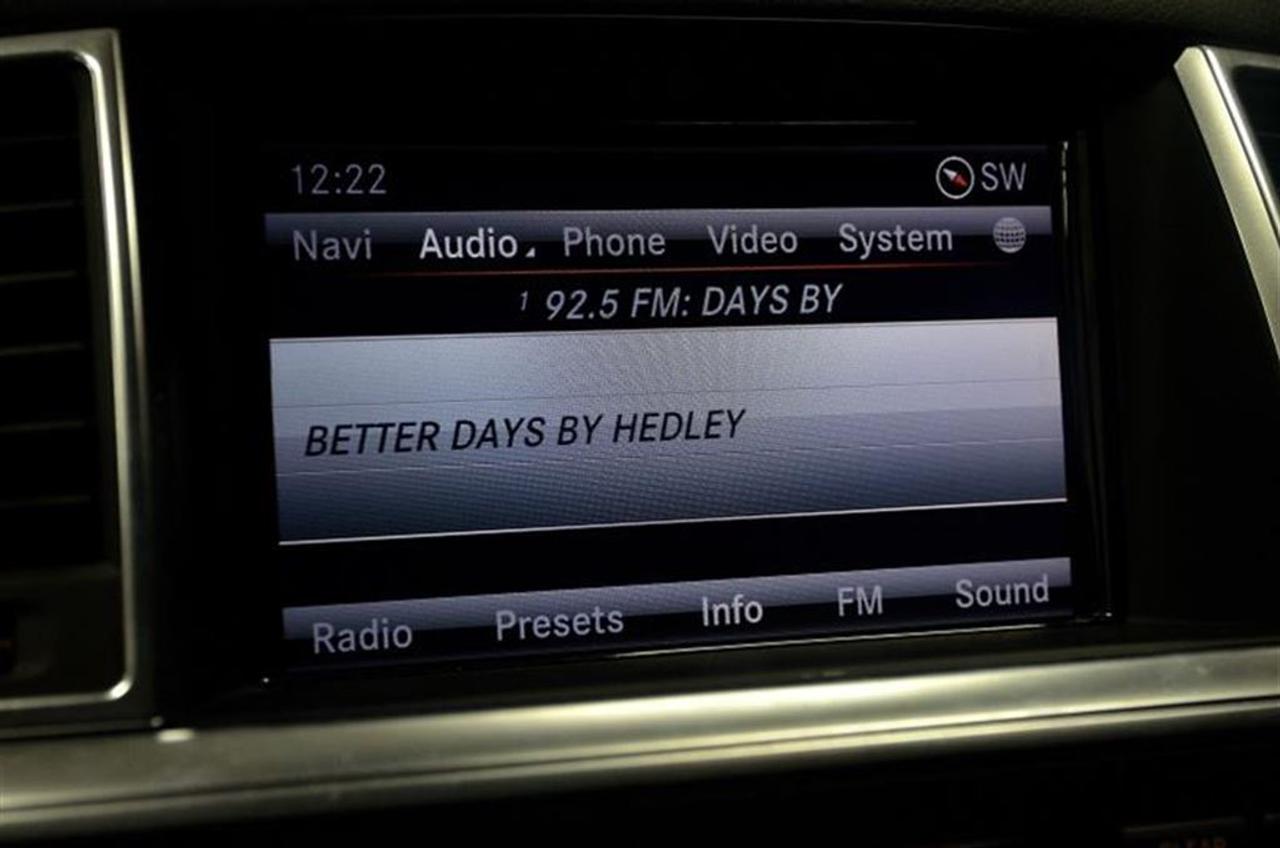 12:22 SW
Navi Audio Phone Video System
1 92.5 FM: DAYS BY
BETTER DAYS BY HEDLEY
Radio Presets Info FM Sound